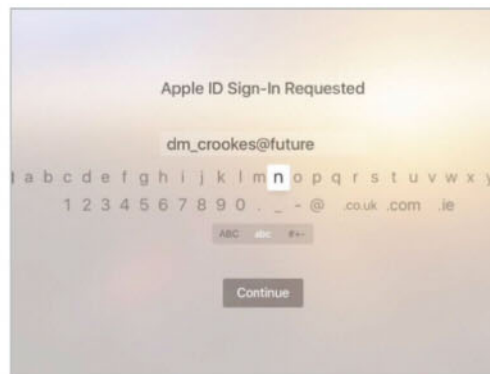 Apple ID Sign-In Requested
dm_crookes@future
a b c d e f g h i j k l m n o p q r s t u v w x y
1 2 3 4 5 6 7 8 9 0 . _ - @ .co.uk .com .ie
ABC abc #+-
Continue